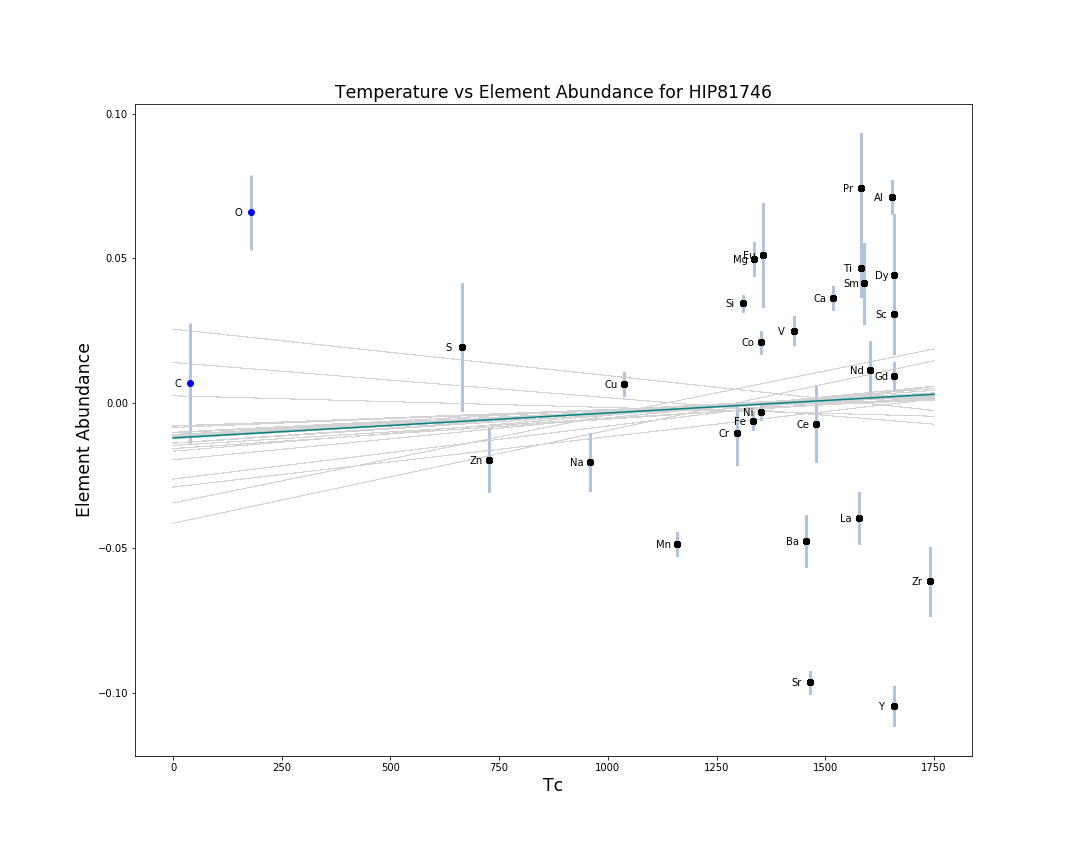 Temperature vs Element Abundance for HIP81746
0.10
0.05
0.00
−0.05
−0.10
Element Abundance
0
250
500
750
1000
1250
1500
1750
Tc
C
O
S
Zn
Na
Cu
Mn
Cr
Si
Fe
Mg
Ni
Co
Eu
V
Ba
Sr
Ce
Ca
La
Pr
Ti
Sm
Nd
Al
Dy
Sc
Gd
Y
Zr